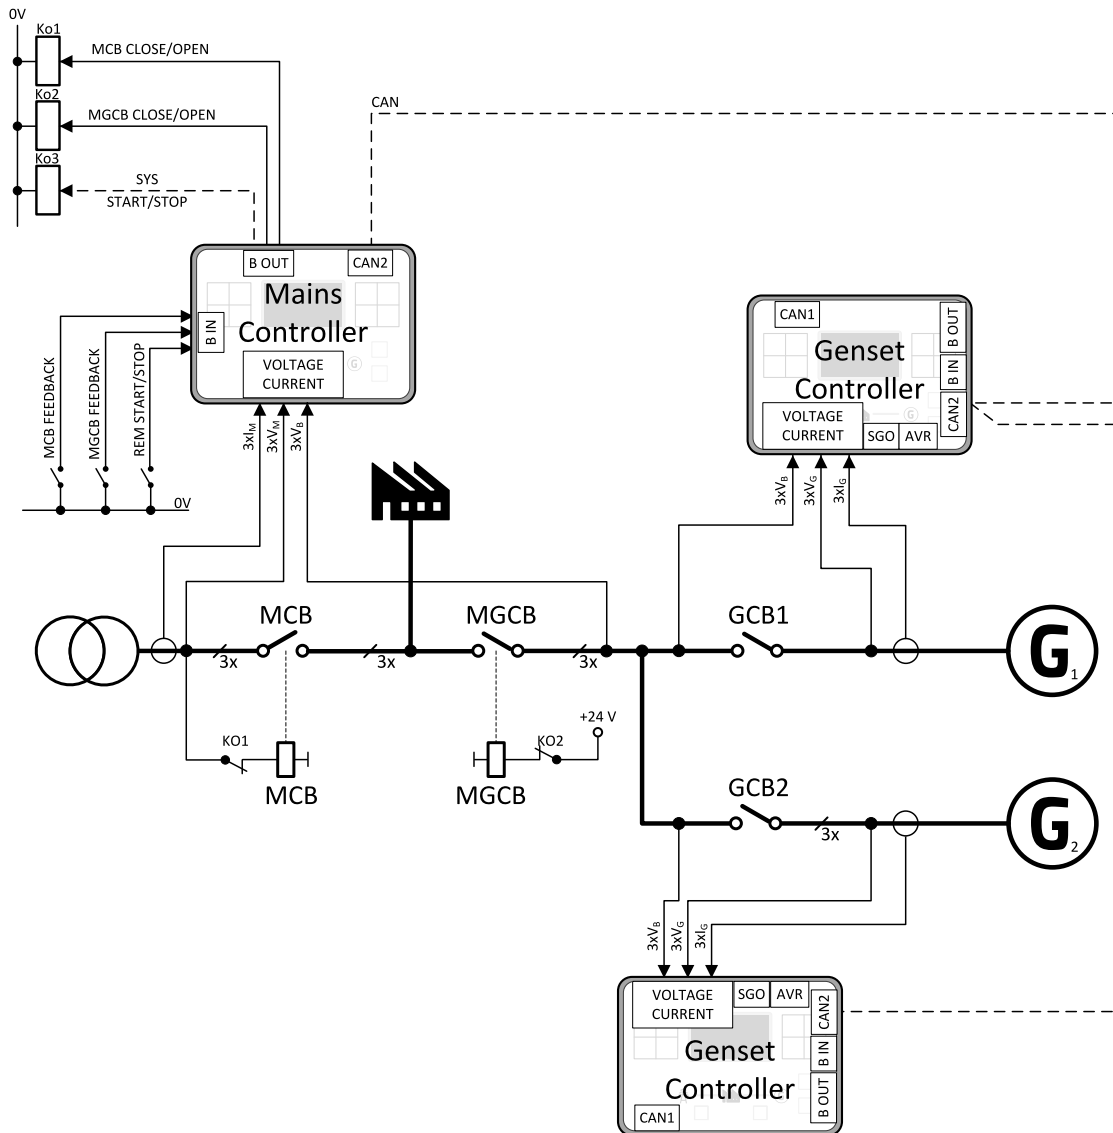 0V
Ko1
MCB CLOSE/OPEN
Ko2
MGCB CLOSE/OPEN
Ko3
SYS
START/STOP
CAN
B OUT
CAN2
Mains
Controller
B IN
VOLTAGE
CURRENT
G
MCB FEEDBACK
MGCB FEEDBACK
REM START/STOP
0V
3xIM
3xVM
3xVB
CAN1
B OUT
Genset
Controller
B IN
CAN2
VOLTAGE
CURRENT
SGO
AVR
G
3xVB
3xVG
3xIG
MCB
MGCB
GCB1
3x
3x
3x
G1
KO1
MCB
KO2
+24 V
MGCB
GCB2
3x
G2
3xVB
3xVG
3xIG
VOLTAGE
CURRENT
SGO
AVR
CAN2
Genset
Controller
B IN
B OUT
CAN1